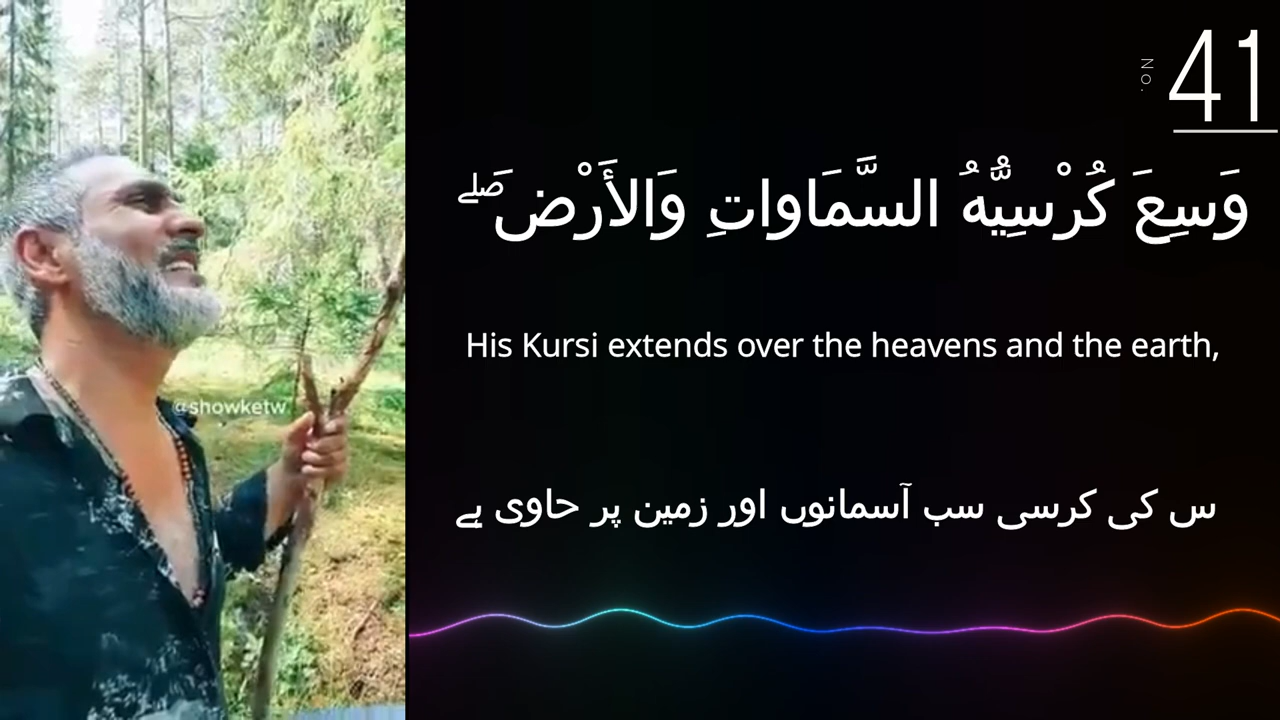 No.
41
وَسِعَ كُرْسِيُّهُ السَّمَاوَاتِ وَالأَرْضَ ۖ
His Kursi extends over the heavens and the earth,
@showketw
س کی کرسی سب آسمانوں اور زمین پر حاوی ہے